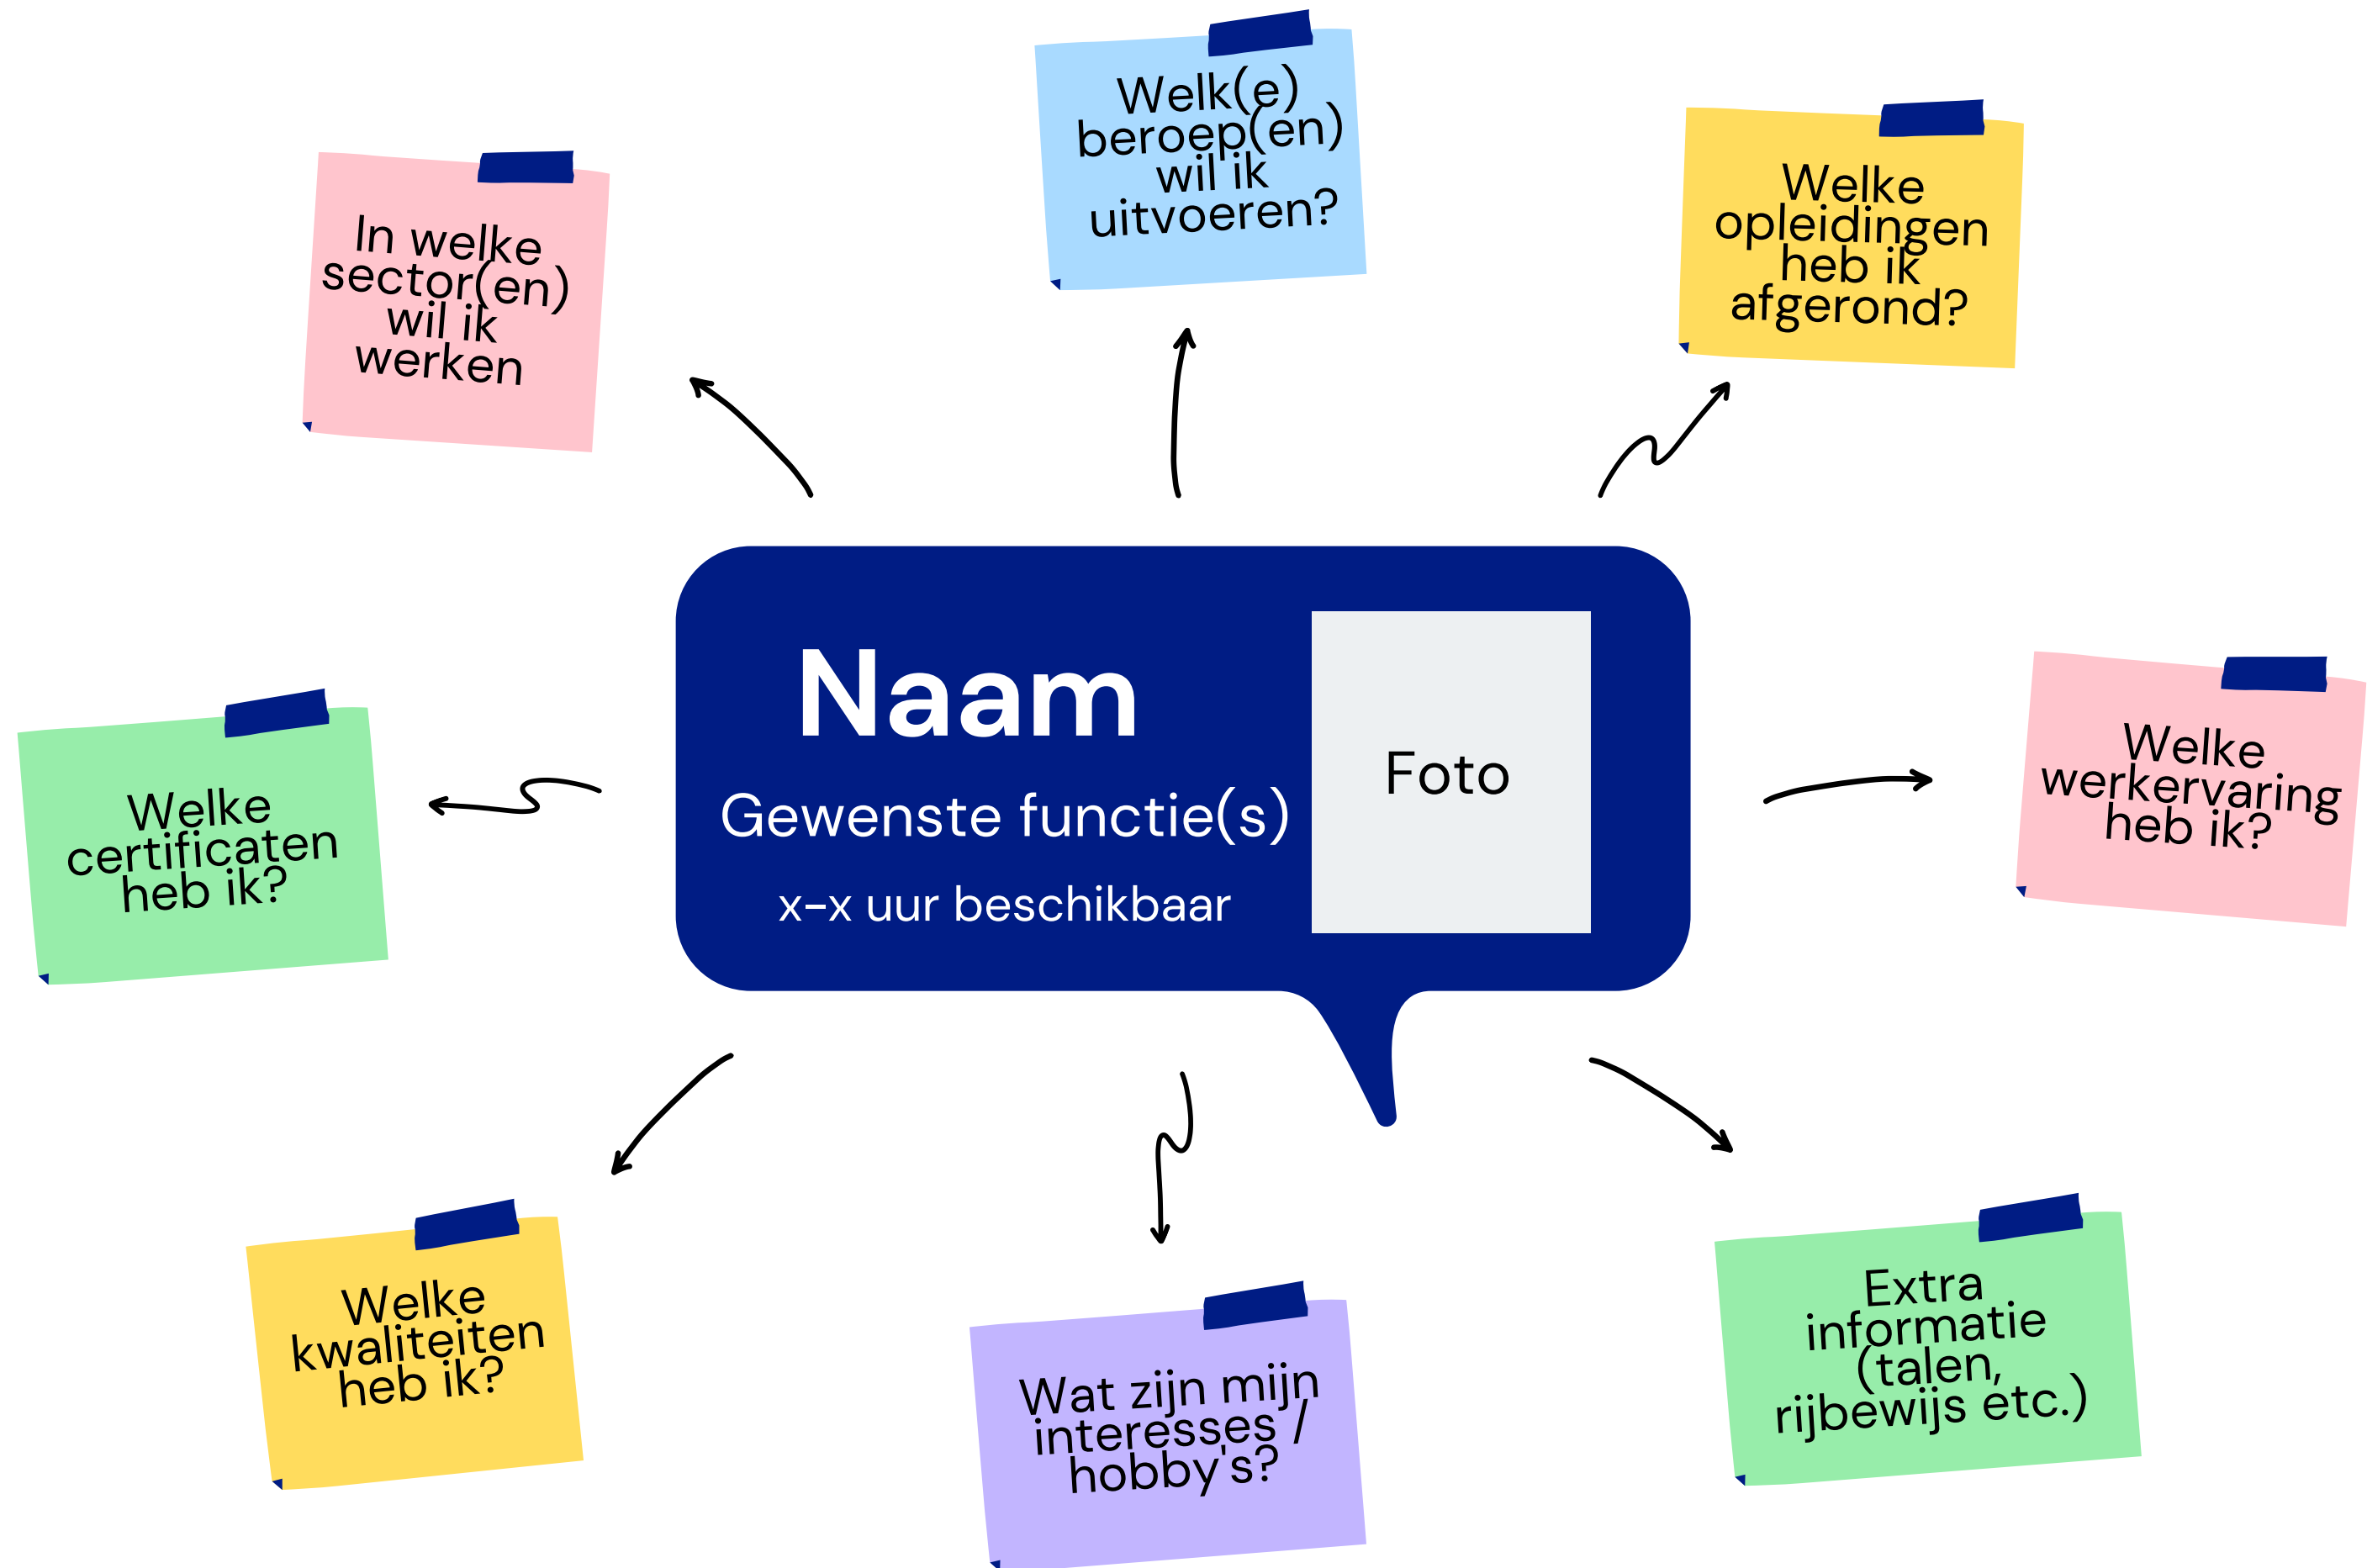 Welk(e)
beroep(en)
wil ik
uitvoeren?
Welke
opleidingen
heb ik
afgerond?
In welke
sector(en)
wil ik
werken
Naam
Gewenste functie(s)
x-x uur beschikbaar
Foto
Welke
werkervaring
heb ik?
Welke
certificaten
heb ik?
Welke
kwaliteiten
heb ik?
Wat zijn mijn
interesses /
hobby's?
Extra
informatie
(talen,
rijbewijs etc.)